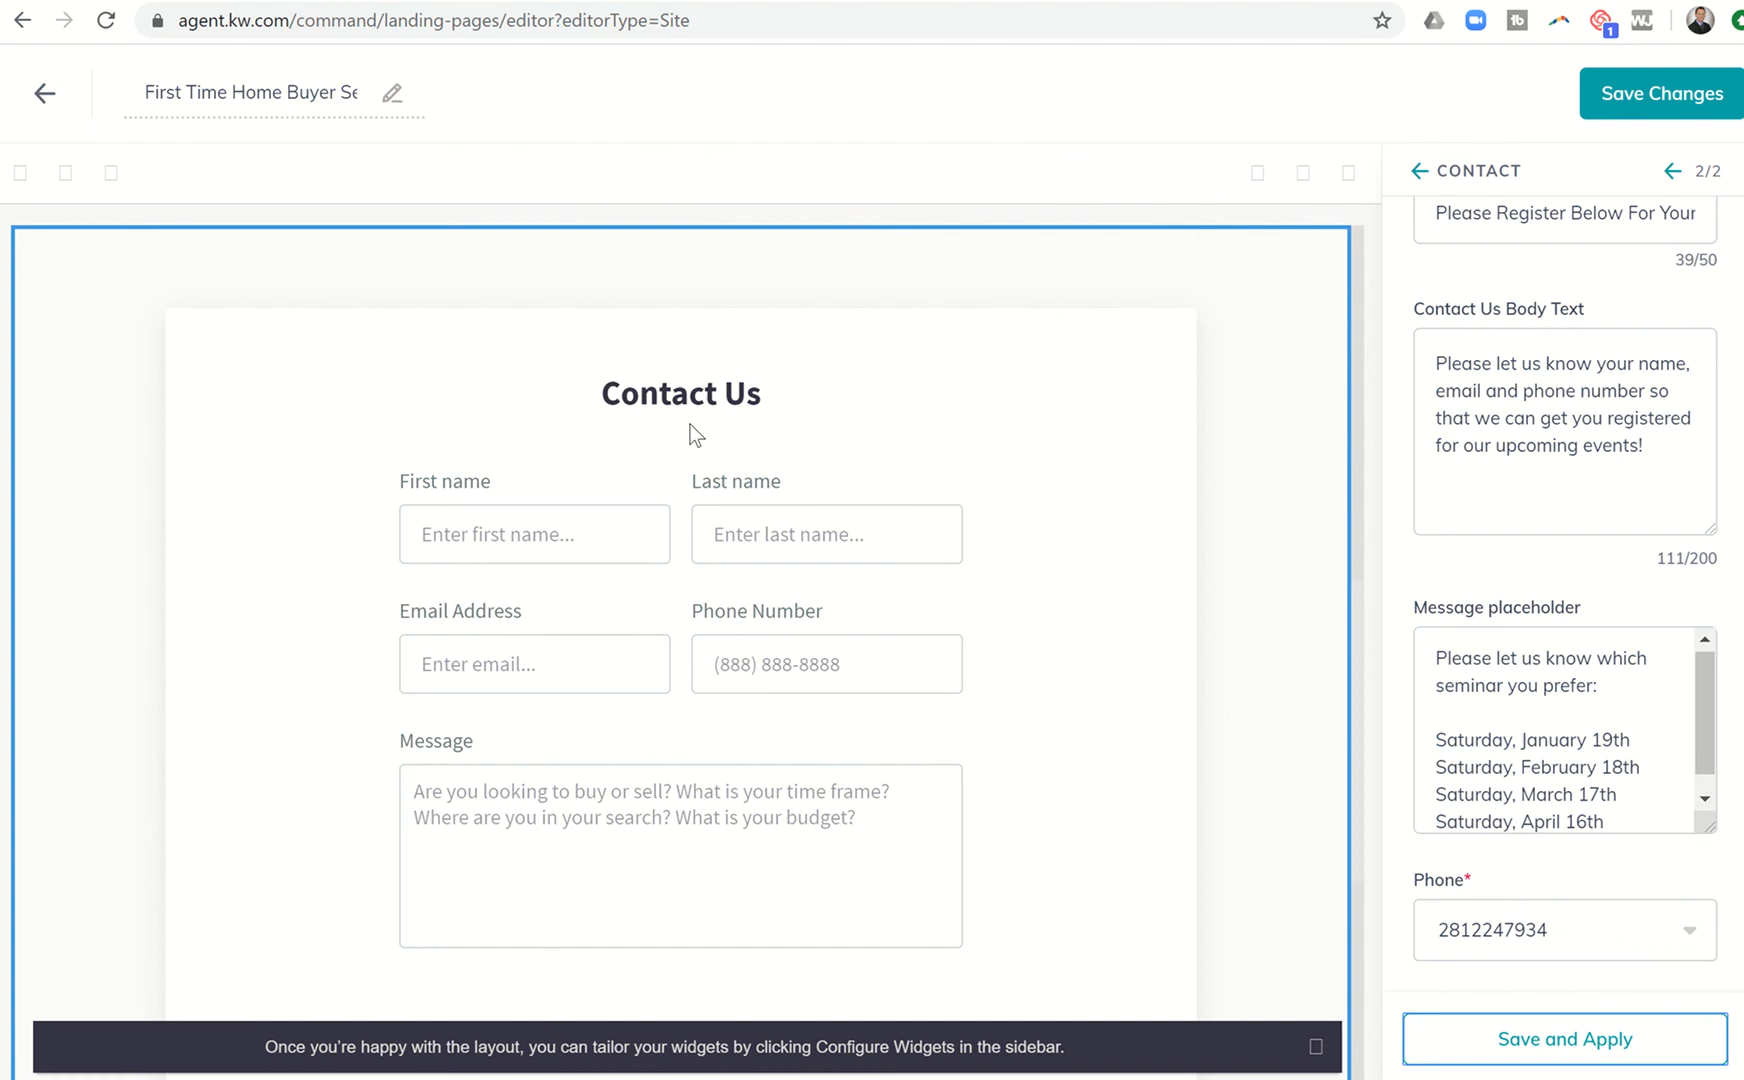 agent.kw.com/command/landing-pages/editor?editorType=Site
1
First Time Home Buyer Se
Save Changes
CONTACT
2/2
Please Register Below For Your
39/50
Contact Us Body Text
Please let us know your name,
email and phone number so
that we can get you registered
for our upcoming events!
111/200
Message placeholder
Please let us know which
seminar you prefer:
Saturday, January 19th
Saturday, February 18th
Saturday, March 17th
Saturday, April 16th
Phone*
2812247934
Save and Apply
Contact Us
First name
Last name
Enter first name...
Enter last name...
Email Address
Phone Number
Enter email...
(888) 888-8888
Message
Are you looking to buy or sell? What is your time frame?
Where are you in your search? What is your budget?
Once you’re happy with the layout, you can tailor your widgets by clicking Configure Widgets in the sidebar.